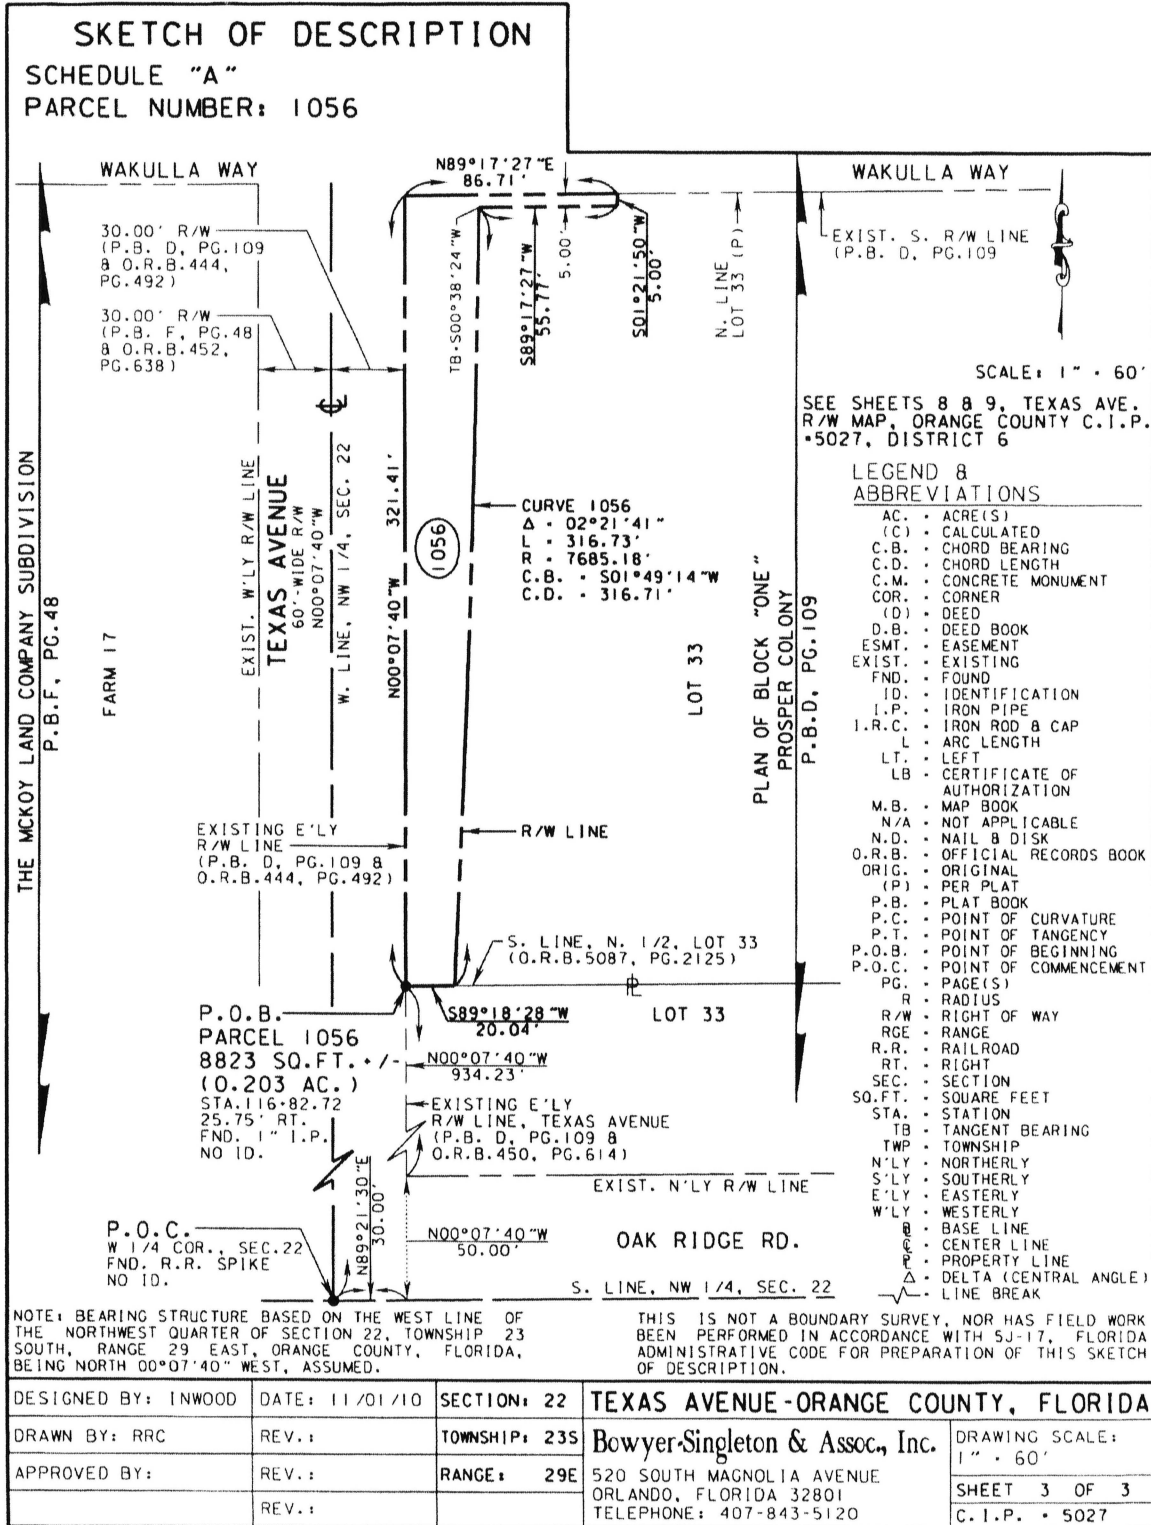 SKETCH OF DESCRIPTION
SCHEDULE "A"
PARCEL NUMBER: 1056
WAKULLA WAY
N89°17'27"E
86.71'
WAKULLA WAY
30.00' R/W
(P.B. D, PG.109
& O.R.B.444,
PG.492)
30.00' R/W
(P.B. F, PG.48
& O.R.B.452,
PG.638)
TB=S00°38'24"W
S89°17'27"W
55.77'
5.00'
S01°21'50"W
5.00'
N. LINE
LOT 33 (P)
EXIST. S. R/W LINE
(P.B. D, PG.109
SCALE: 1" = 60'
SEE SHEETS 8 & 9, TEXAS AVE.
R/W MAP, ORANGE COUNTY C.I.P.
#5027, DISTRICT 6
THE MCKOY LAND COMPANY SUBDIVISION
P.B.F, PG.48
FARM 17
EXIST. W'LY R/W LINE
TEXAS AVENUE
60'-WIDE R/W
N00°07'40"W
W. LINE, NW 1/4, SEC. 22
N00°07'40"W 321.41'
1056
CURVE 1056
Δ = 02°21'41"
L = 316.73'
R = 7685.18'
C.B. = S01°49'14"W
C.D. = 316.71'
LOT 33
PLAN OF BLOCK "ONE"
PROSPER COLONY
P.B.D, PG.109
LEGEND &
ABBREVIATIONS
AC. = ACRE(S)
(C) = CALCULATED
C.B. = CHORD BEARING
C.D. = CHORD LENGTH
C.M. = CONCRETE MONUMENT
COR. = CORNER
(D) = DEED
D.B. = DEED BOOK
ESMT. = EASEMENT
EXIST. = EXISTING
FND. = FOUND
ID. = IDENTIFICATION
I.P. = IRON PIPE
I.R.C. = IRON ROD & CAP
L = ARC LENGTH
LT. = LEFT
LB = CERTIFICATE OF
AUTHORIZATION
M.B. = MAP BOOK
N/A = NOT APPLICABLE
N.D. = NAIL & DISK
O.R.B. = OFFICIAL RECORDS BOOK
ORIG. = ORIGINAL
(P) = PER PLAT
P.B. = PLAT BOOK
P.C. = POINT OF CURVATURE
P.T. = POINT OF TANGENCY
P.O.B. = POINT OF BEGINNING
P.O.C. = POINT OF COMMENCEMENT
PG. = PAGE(S)
R = RADIUS
R/W = RIGHT OF WAY
RGE = RANGE
R.R. = RAILROAD
RT. = RIGHT
SEC. = SECTION
SQ.FT. = SQUARE FEET
STA. = STATION
TB = TANGENT BEARING
TWP = TOWNSHIP
N'LY = NORTHERLY
S'LY = SOUTHERLY
E'LY = EASTERLY
W'LY = WESTERLY
= BASE LINE
℄ = CENTER LINE
⅊ = PROPERTY LINE
Δ = DELTA (CENTRAL ANGLE)
= LINE BREAK
EXISTING E'LY
R/W LINE
(P.B. D, PG.109 &
O.R.B.444, PG.492)
R/W LINE
S. LINE, N. 1/2, LOT 33
(O.R.B.5087, PG.2125)
P.O.B.
PARCEL 1056
8823 SQ.FT. +/-
(0.203 AC.)
STA.116+82.72
25.75' RT.
FND. 1" I.P.
NO ID.
S89°18'28"W
20.04'
LOT 33
N00°07'40"W
934.23'
EXISTING E'LY
R/W LINE, TEXAS AVENUE
(P.B. D, PG.109 &
O.R.B.450, PG.614)
EXIST. N'LY R/W LINE
N89°21'30"E
30.00'
N00°07'40"W
50.00'
OAK RIDGE RD.
P.O.C.
W 1/4 COR., SEC.22
FND. R.R. SPIKE
NO ID.
S. LINE, NW 1/4, SEC. 22
NOTE: BEARING STRUCTURE BASED ON THE WEST LINE OF
THE NORTHWEST QUARTER OF SECTION 22, TOWNSHIP 23
SOUTH, RANGE 29 EAST, ORANGE COUNTY, FLORIDA,
BEING NORTH 00°07'40" WEST, ASSUMED.
THIS IS NOT A BOUNDARY SURVEY, NOR HAS FIELD WORK
BEEN PERFORMED IN ACCORDANCE WITH 5J-17, FLORIDA
ADMINISTRATIVE CODE FOR PREPARATION OF THIS SKETCH
OF DESCRIPTION.
DESIGNED BY: INWOOD DATE: 11/01/10 SECTION: 22 TEXAS AVENUE-ORANGE COUNTY, FLORIDA
DRAWN BY: RRC REV.: TOWNSHIP: 23S
APPROVED BY: REV.: RANGE: 29E
REV.:
Bowyer-Singleton & Assoc., Inc.
520 SOUTH MAGNOLIA AVENUE
ORLANDO, FLORIDA 32801
TELEPHONE: 407-843-5120
DRAWING SCALE:
1" = 60'
SHEET 3 OF 3
C.I.P. # 5027